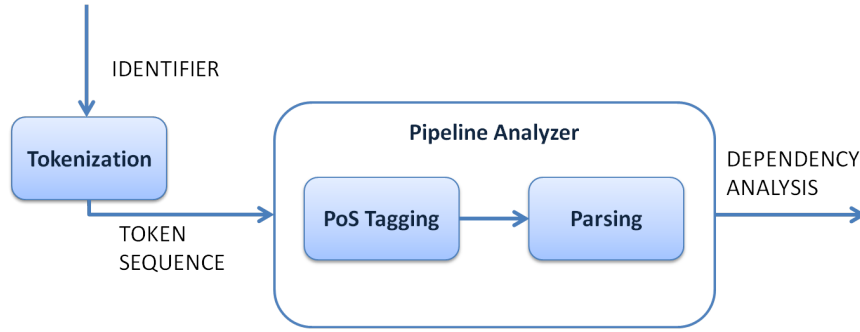 IDENTIFIER
Tokenization
TOKEN
SEQUENCE
Pipeline Analyzer
PoS Tagging
Parsing
DEPENDENCY
ANALYSIS